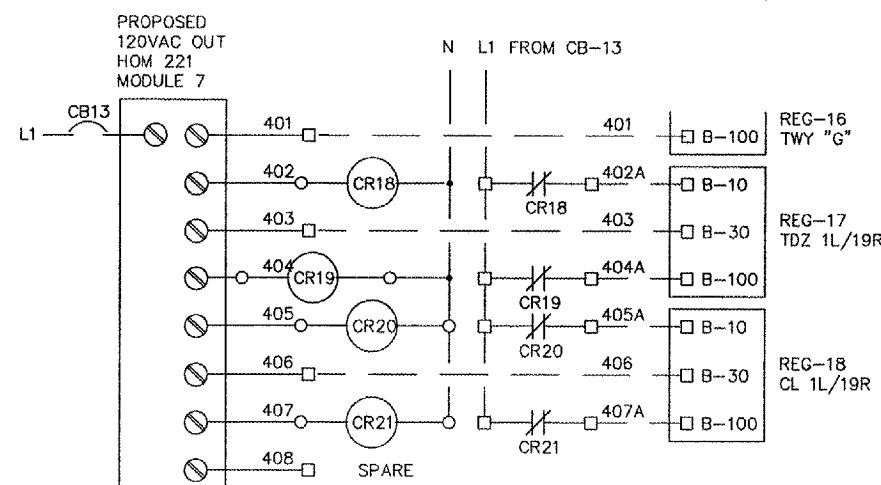 PROPOSED
120VAC OUT
HOM 221
MODULE 7
N L1 FROM CB-13
L1 CB13
401 401 B-100 REG-16
TWY "G"
402 CR18 CR18 402A B-10
403 403 B-30 REG-17
TDZ 1L/19R
404 CR19 CR19 404A B-100
405 CR20 CR20 405A B-10
406 406 B-30 REG-18
CL 1L/19R
407 CR21 CR21 407A B-100
408 SPARE